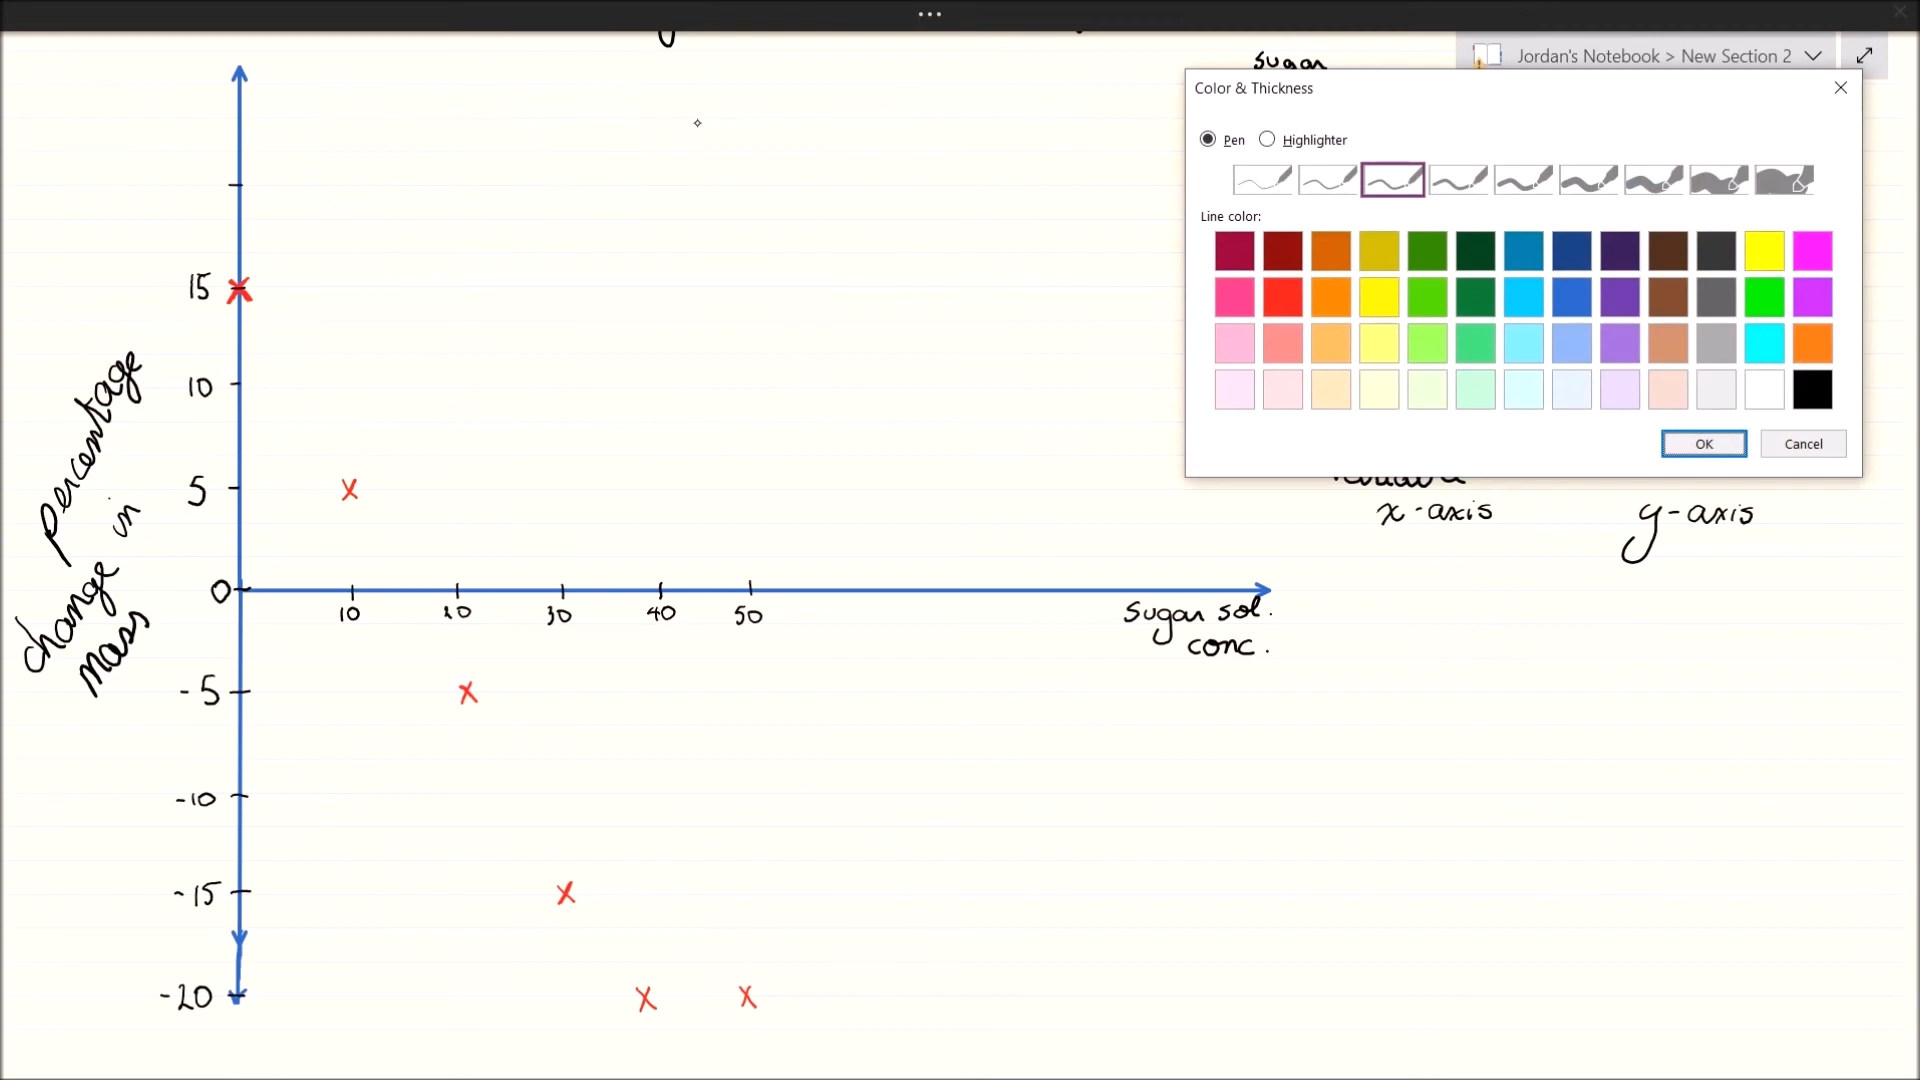 ...
sugar
Jordan's Notebook > New Section 2
Color & Thickness
Pen
Highlighter
Line color:
OK
Cancel
x-axis
y-axis
15
10
5
0
-5
-10
-15
-20
percentage
change in
mass
10
20
30
40
50
sugar sol.
conc.